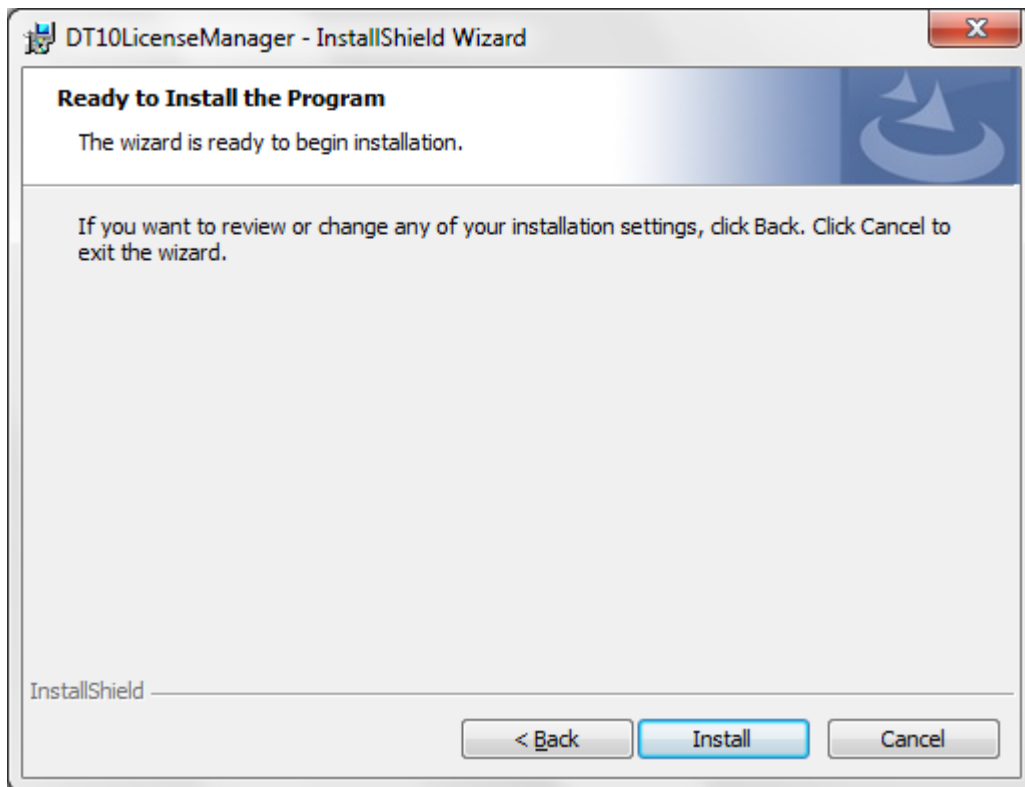 DT10LicenseManager - InstallShield Wizard
Ready to Install the Program
The wizard is ready to begin installation.
If you want to review or change any of your installation settings, click Back. Click Cancel to
exit the wizard.
InstallShield
< Back
Install
Cancel